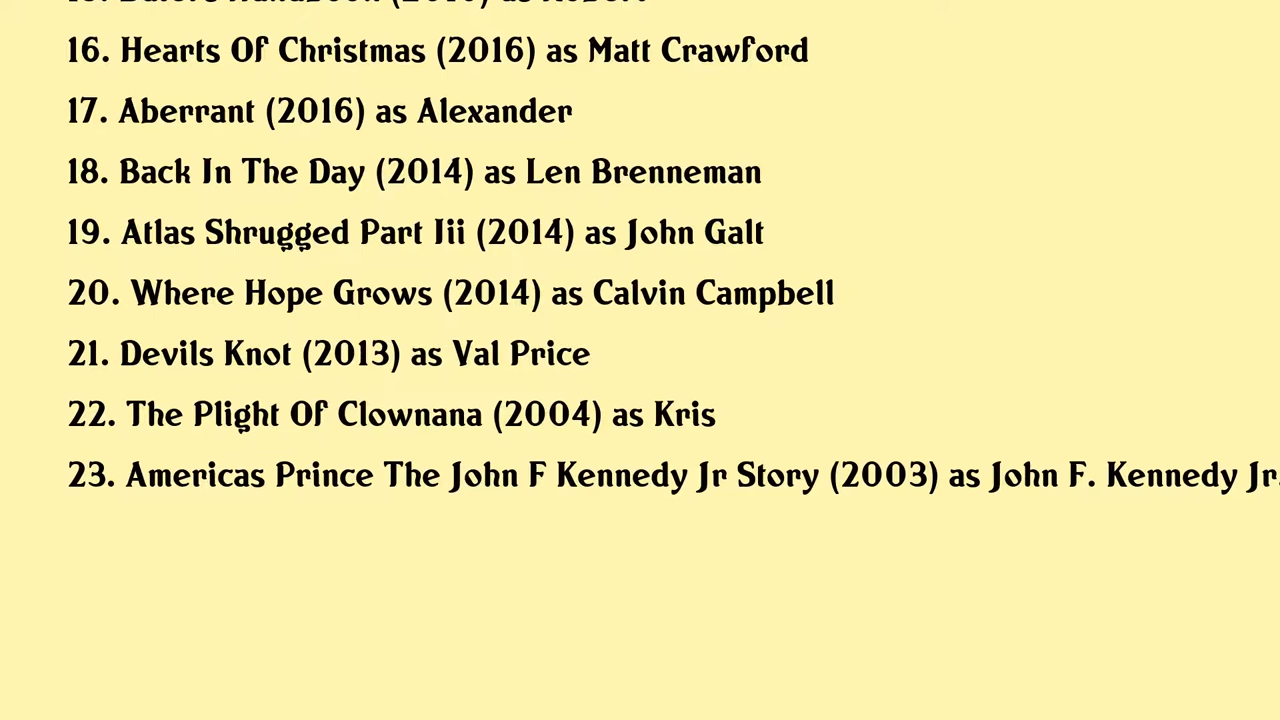 16. Hearts Of Christmas (2016) as Matt Crawford
17. Aberrant (2016) as Alexander
18. Back In The Day (2014) as Len Brenneman
19. Atlas Shrugged Part Iii (2014) as John Galt
20. Where Hope Grows (2014) as Calvin Campbell
21. Devils Knot (2013) as Val Price
22. The Plight Of Clownana (2004) as Kris
23. Americas Prince The John F Kennedy Jr Story (2003) as John F. Kennedy Jr.